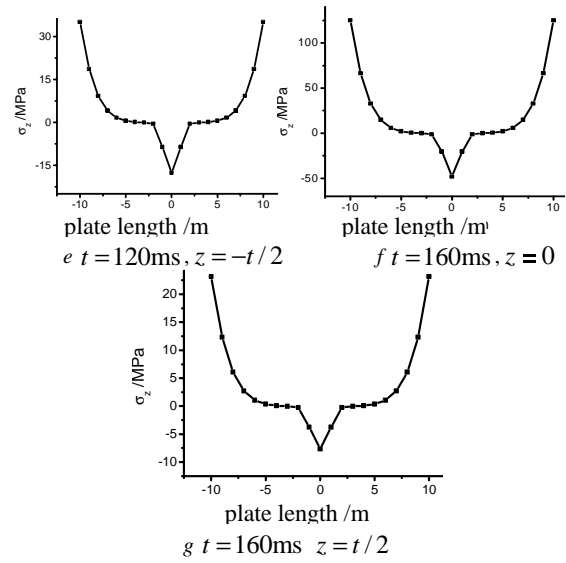 30
15
0
-15
σz /MPa
-10 -5 0 5 10
plate length /m
e t = 120ms , z = −t / 2
100
50
0
-50
σz /MPa
-10 -5 0 5 10
plate length /m
f t = 160ms , z = 0
25
20
15
10
5
0
-5
-10
σz /MPa
-10 -5 0 5 10
plate length /m
g t = 160ms z = t / 2